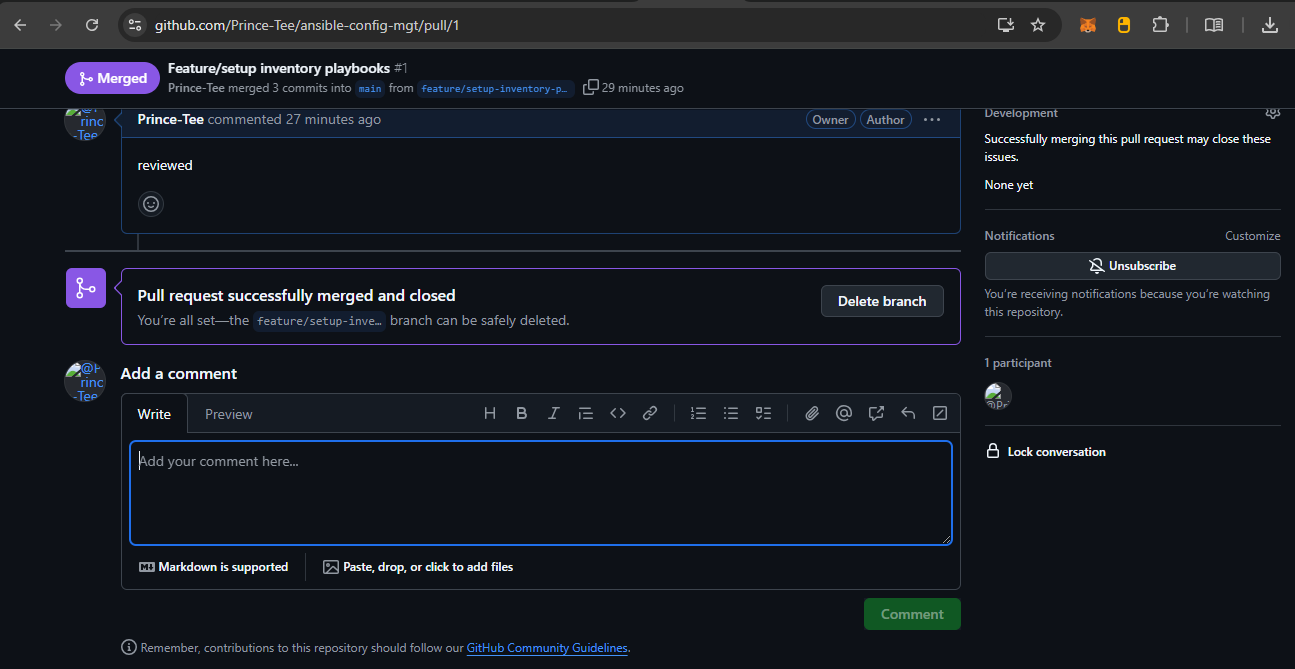 github.com/Prince-Tee/ansible-config-mgt/pull/1
Merged
Feature/setup inventory playbooks #1
Prince-Tee merged 3 commits into main from feature/setup-inventory-p… 29 minutes ago
@Prince-Tee
Prince-Tee commented 27 minutes ago
Owner
Author
reviewed
Pull request successfully merged and closed
You're all set—the feature/setup-inve… branch can be safely deleted.
Delete branch
@Prince-Tee
Add a comment
Write
Preview
Add your comment here...
Markdown is supported
Paste, drop, or click to add files
Comment
Remember, contributions to this repository should follow our GitHub Community Guidelines.
Development
Successfully merging this pull request may close these
issues.
None yet
Notifications
Customize
Unsubscribe
You're receiving notifications because you're watching
this repository.
1 participant
Lock conversation